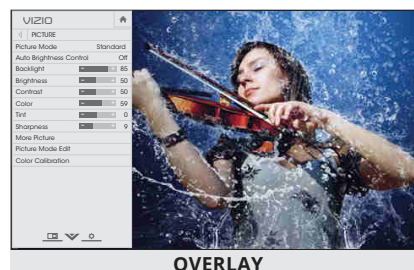 VIZIO
PICTURE
Picture Mode Standard
Auto Brightness Control Off
Backlight 85
Brightness 50
Contrast 50
Color 59
Tint 0
Sharpness 9
More Picture
Picture Mode Edit
Color Calibration
OVERLAY